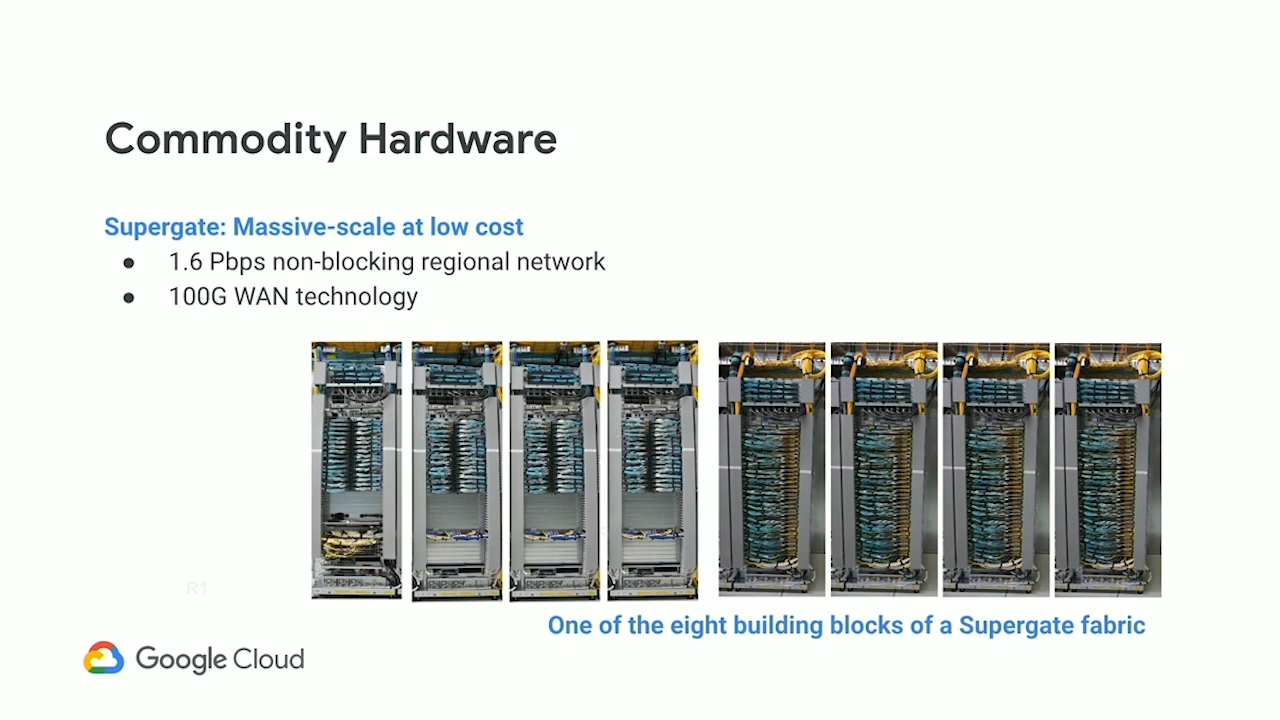 Commodity Hardware
Supergate: Massive-scale at low cost
● 1.6 Pbps non-blocking regional network
● 100G WAN technology
R1
One of the eight building blocks of a Supergate fabric
Google Cloud